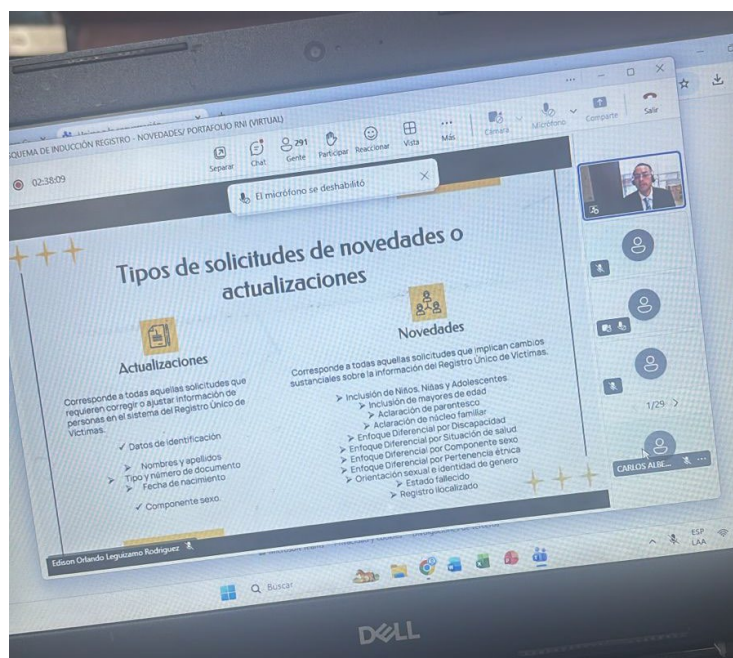 ESQUEMA DE INDUCCIÓN REGISTRO - NOVEDADES/ PORTAFOLIO RNI (VIRTUAL)
02:38:09
Separar
Chat
291
Gente
Participar
Reaccionar
Vista
Más
Cámara
Micrófono
Comparte
Salir
El micrófono se deshabilitó
Tipos de solicitudes de novedades o
actualizaciones
Actualizaciones
Corresponde a todas aquellas solicitudes que
requieren corregir o ajustar información de
personas en el sistema del Registro Único de
Víctimas.
Datos de identificación
Nombres y apellidos
Tipo y número de documento
Fecha de nacimiento
Componente sexo.
Novedades
Corresponde a todas aquellas solicitudes que implican cambios
sustanciales sobre la información del Registro Único de Víctimas.
Inclusión de Niños, Niñas y Adolescentes
Inclusión de mayores de edad
Aclaración de parentesco
Aclaración de núcleo familiar
Enfoque Diferencial por Discapacidad
Enfoque Diferencial por Situación de salud
Enfoque Diferencial por Componente sexo
Enfoque Diferencial por Pertenencia étnica
Orientación sexual e identidad de genero
Estado fallecido
Registro ilocalizado
1/29
CARLOS ALBE...
Edison Orlando Leguizamo Rodriguez
Buscar
ESP
LAA
DELL